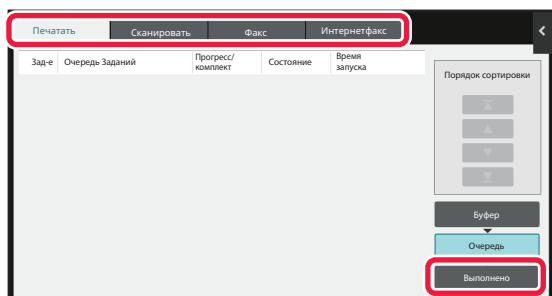 Печатать Сканировать Факс Интернетфакс
Зад-е Очередь Заданий Прогресс/ комплект Состояние Время запуска
Порядок сортировки
Буфер
Очередь
Выполнено